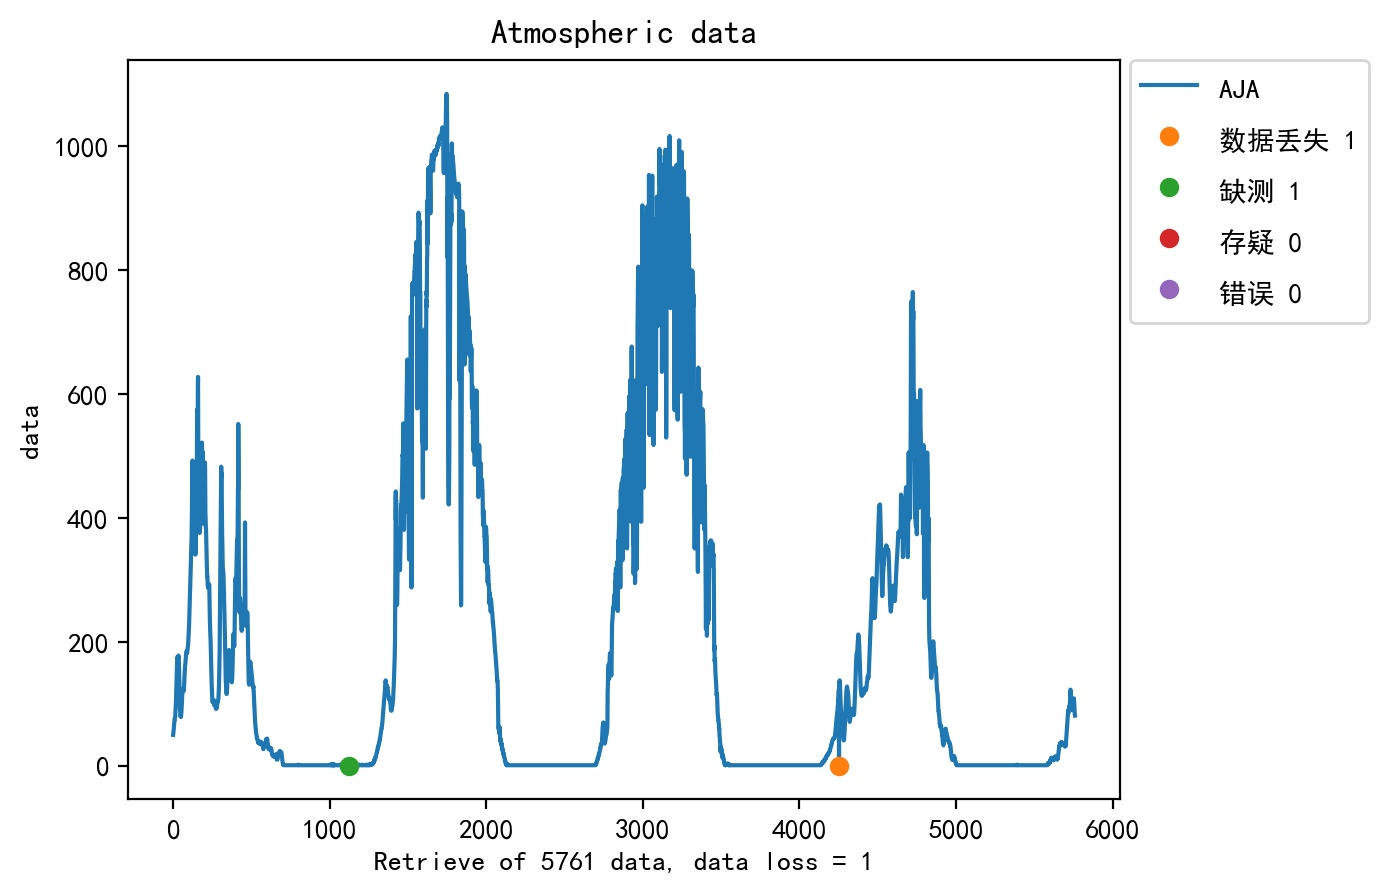 Atmospheric data
AJA
数据丢失 1
缺测 1
存疑 0
错误 0
data
1000
800
600
400
200
0
0 1000 2000 3000 4000 5000 6000
Retrieve of 5761 data, data loss = 1